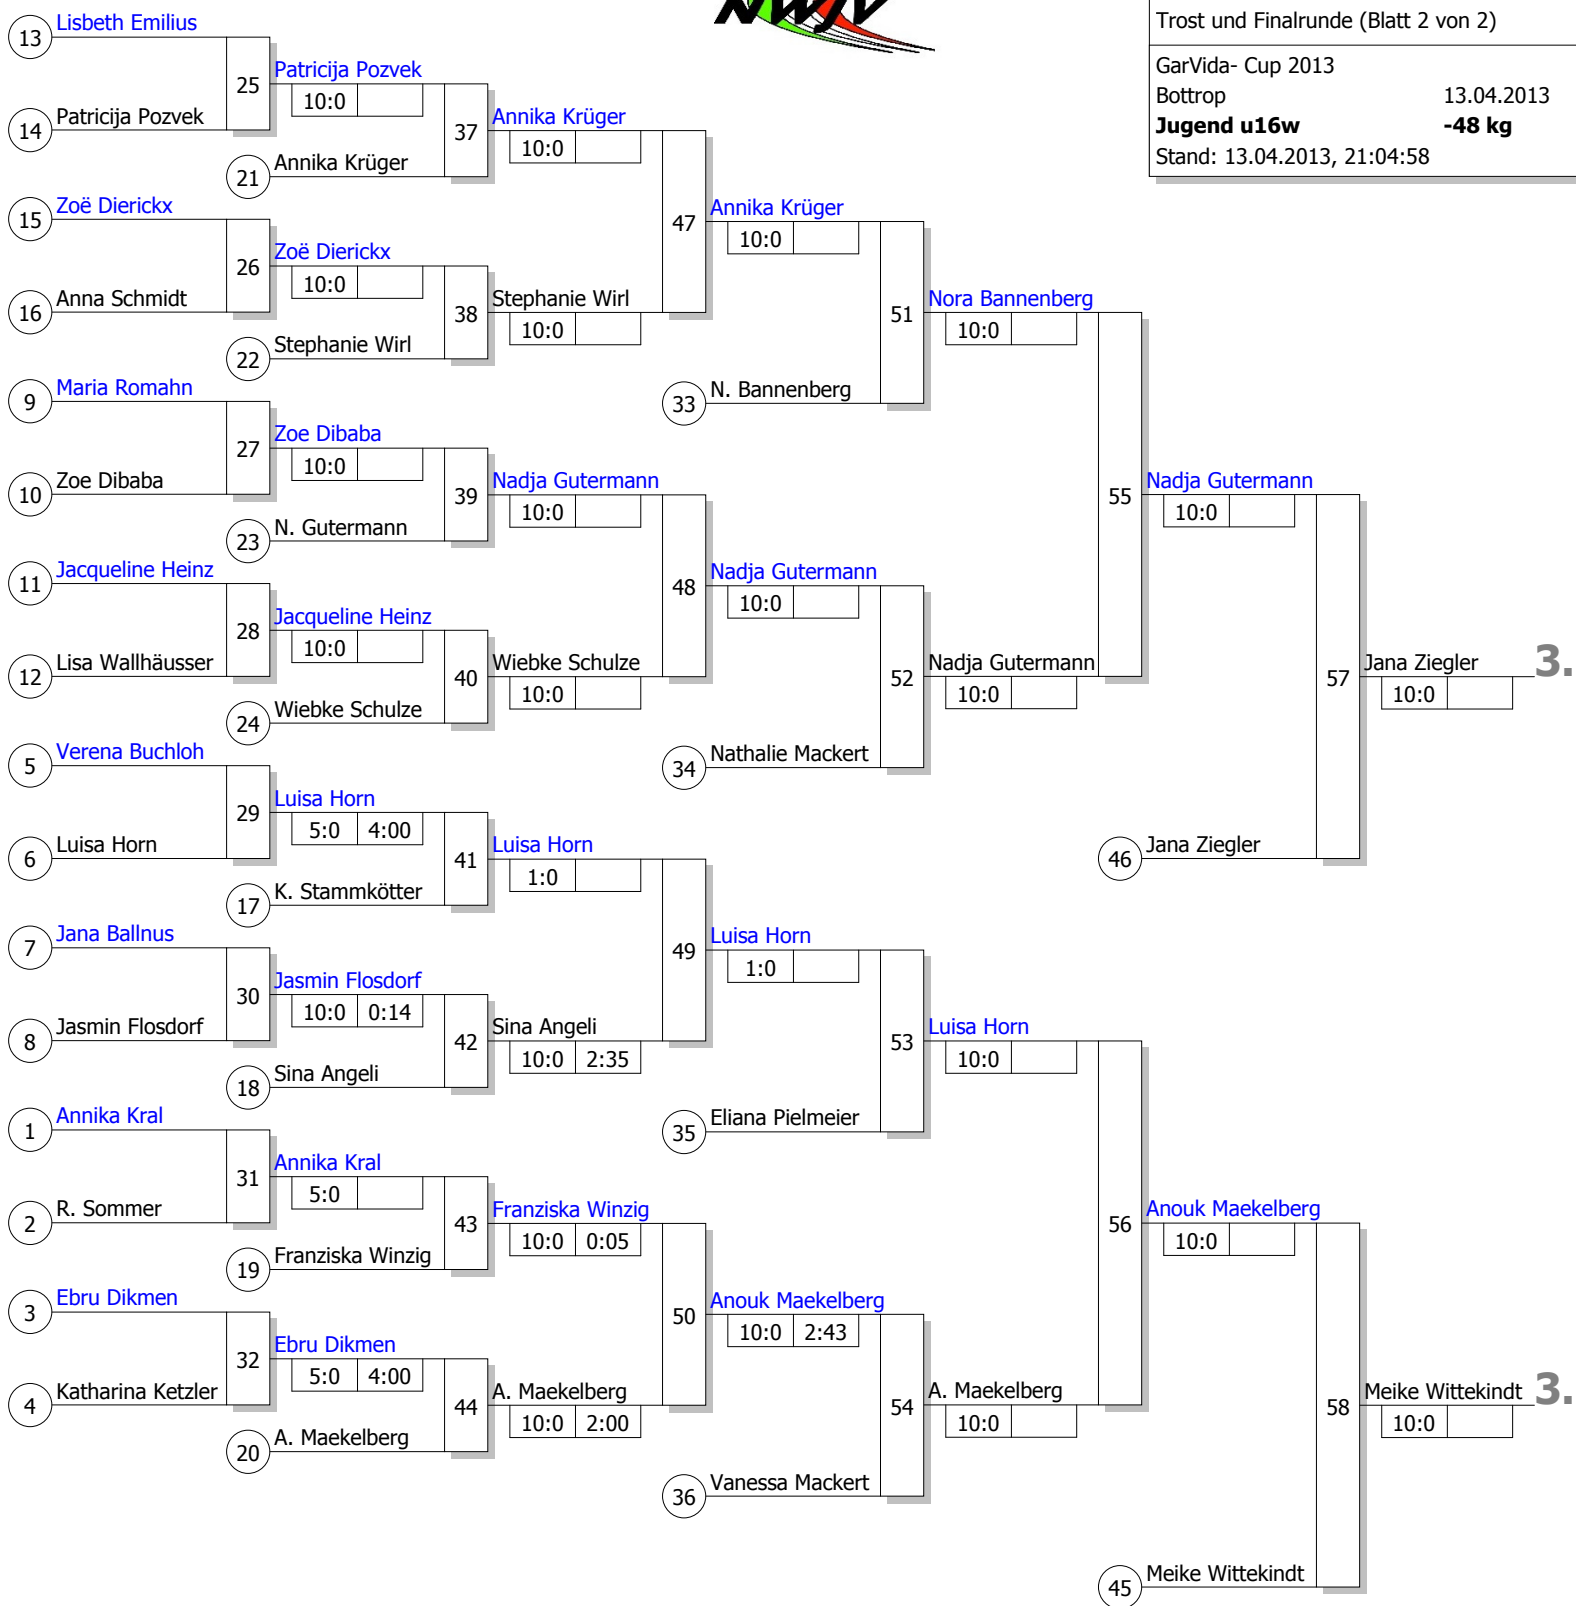 NWJV
Trost und Finalrunde (Blatt 2 von 2)
GarVida- Cup 2013
Bottrop 13.04.2013
Jugend u16w -48 kg
Stand: 13.04.2013, 21:04:58
13 Lisbeth Emilius
25 Patricija Pozvek
10:0
14 Patricija Pozvek
37 Annika Krüger
10:0
21 Annika Krüger
15 Zoë Dierickx
47 Annika Krüger
10:0
26 Zoë Dierickx
10:0
16 Anna Schmidt
38 Stephanie Wirl
10:0
22 Stephanie Wirl
51 Nora Bannenberg
10:0
9 Maria Romahn
33 N. Bannenberg
27 Zoe Dibaba
10:0
10 Zoe Dibaba
39 Nadja Gutermann
10:0
23 N. Gutermann
55 Nadja Gutermann
10:0
11 Jacqueline Heinz
48 Nadja Gutermann
10:0
28 Jacqueline Heinz
10:0
12 Lisa Wallhäusser
40 Wiebke Schulze
10:0
24 Wiebke Schulze
52 Nadja Gutermann
10:0
57 Jana Ziegler 3.
10:0
5 Verena Buchloh
34 Nathalie Mackert
29 Luisa Horn
5:0 4:00
6 Luisa Horn
41 Luisa Horn
1:0
46 Jana Ziegler
17 K. Stammkötter
7 Jana Ballnus
49 Luisa Horn
1:0
30 Jasmin Flosdorf
10:0 0:14
8 Jasmin Flosdorf
42 Sina Angeli
10:0 2:35
18 Sina Angeli
53 Luisa Horn
10:0
1 Annika Kral
35 Eliana Pielmeier
31 Annika Kral
5:0
2 R. Sommer
43 Franziska Winzig
10:0 0:05
19 Franziska Winzig
56 Anouk Maekelberg
10:0
3 Ebru Dikmen
50 Anouk Maekelberg
10:0 2:43
32 Ebru Dikmen
5:0 4:00
4 Katharina Ketzler
44 A. Maekelberg
10:0 2:00
20 A. Maekelberg
54 A. Maekelberg
10:0
58 Meike Wittekindt 3.
10:0
36 Vanessa Mackert
45 Meike Wittekindt